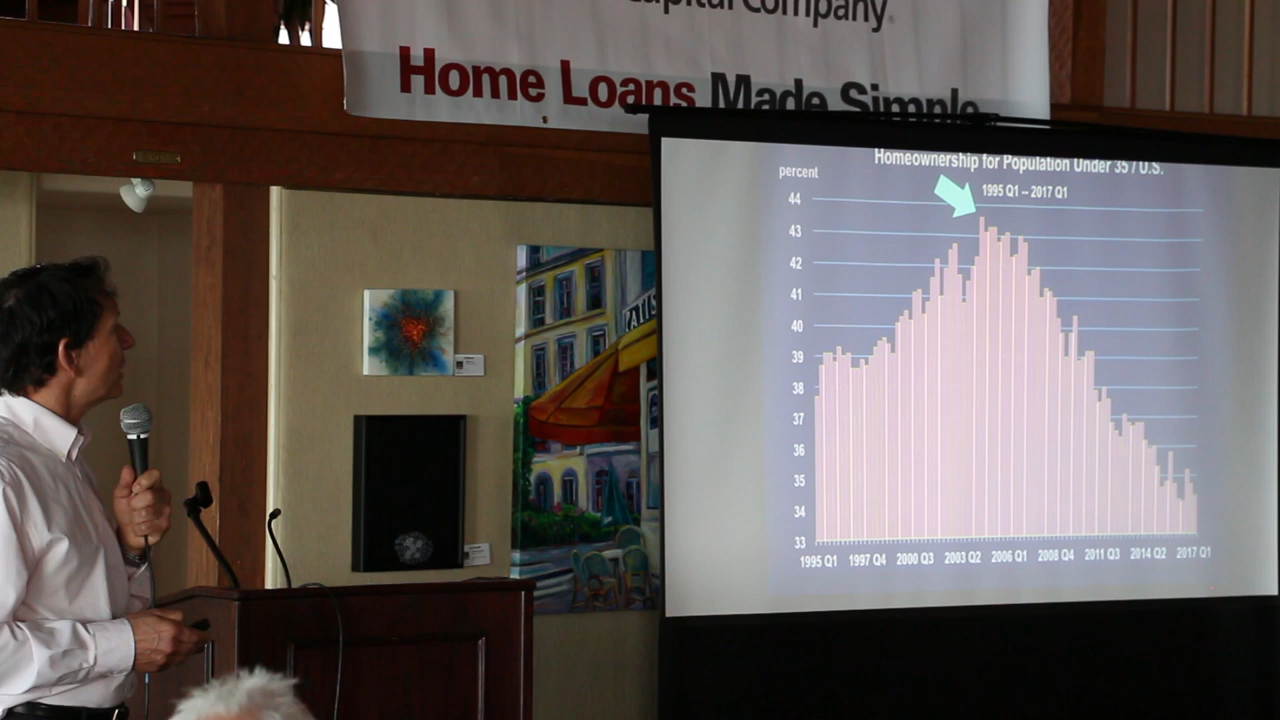 Capital Company
Home Loans Made Simple
Homeownership for Population Under 35 / U.S.
percent
1995 Q1 – 2017 Q1
44
43
42
41
40
39
38
37
36
35
34
33
1995 Q1 1997 Q4 2000 Q3 2003 Q2 2006 Q1 2008 Q4 2011 Q3 2014 Q2 2017 Q1